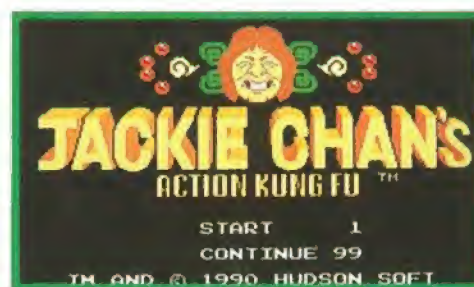 JACKIE CHAN'S
ACTION KUNG FU ™
START 1
CONTINUE 99
TM AND © 1990 HUDSON SOFT